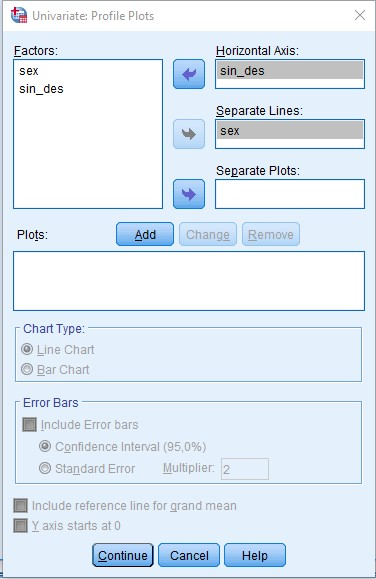 Univariate: Profile Plots
Factors:
sex
sin_des
Horizontal Axis:
sin_des
Separate Lines:
sex
Separate Plots:
Plots:
Add
Change
Remove
Chart Type:
Line Chart
Bar Chart
Error Bars
Include Error bars
Confidence Interval (95,0%)
Standard Error
Multiplier:
2
Include reference line for grand mean
Y axis starts at 0
Continue
Cancel
Help